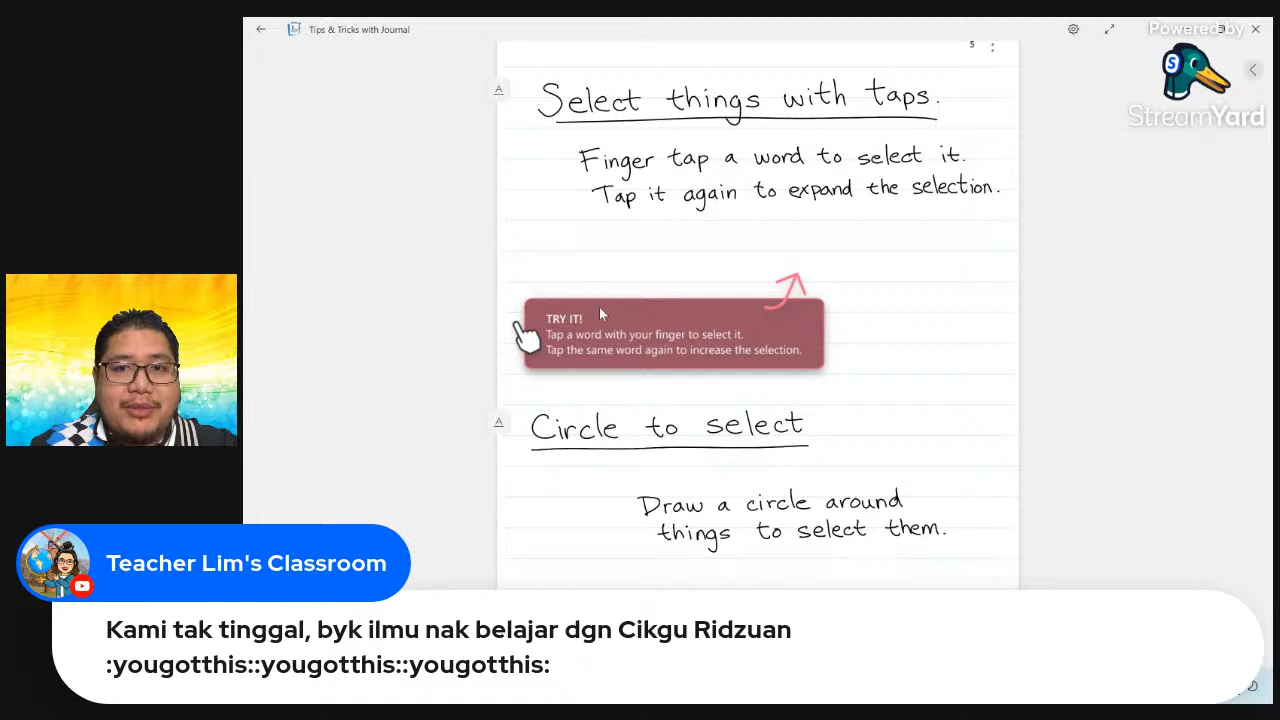 Tips & Tricks with Journal
Powered by
StreamYard
5
A
Select things with taps.
Finger tap a word to select it.
Tap it again to expand the selection.
TRY IT!
Tap a word with your finger to select it.
Tap the same word again to increase the selection.
A
Circle to select
Draw a circle around
things to select them.
Teacher Lim's Classroom
Kami tak tinggal, byk ilmu nak belajar dgn Cikgu Ridzuan
:yougotthis::yougotthis::yougotthis: